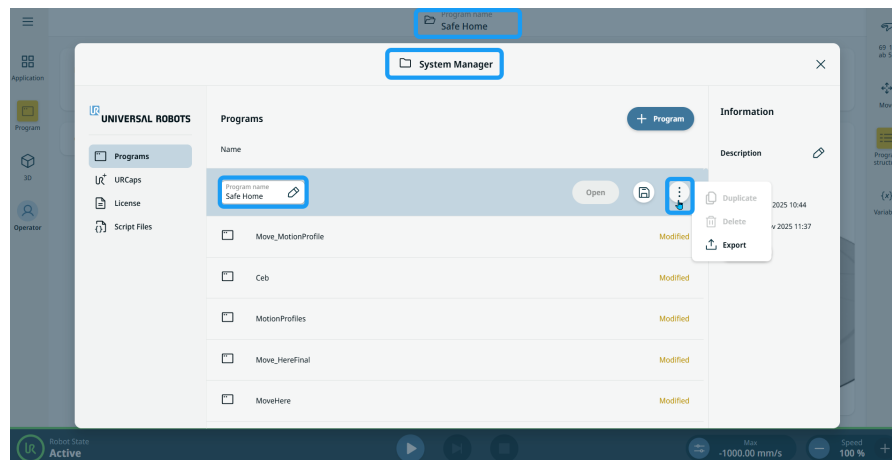 Program name
Safe Home
System Manager
Application
Program
3D
Operator
UNIVERSAL ROBOTS
Programs
URCaps
License
Script Files
Programs
+ Program
Name
Program name
Safe Home
Open
Move_MotionProfile
Modified
Ceb
Modified
MotionProfiles
Modified
Move_HereFinal
Modified
MoveHere
Modified
Information
Description
Duplicate
2025 10:44
Delete
2025 11:37
Export
Robot State
Active
Max
-1000.00 mm/s
Speed
100 %